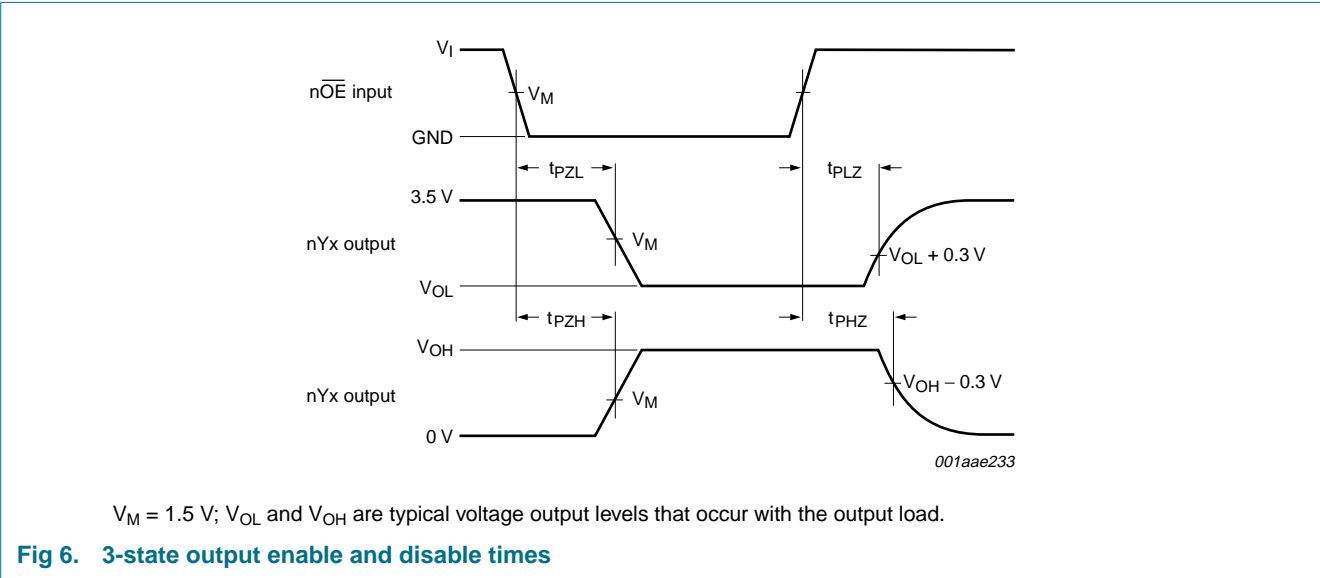 V_I
n\overline{OE} input
V_M
GND
t_PZL
t_PLZ
3.5 V
nYx output
V_M
V_OL + 0.3 V
V_OL
t_PZH
t_PHZ
V_OH
V_OH − 0.3 V
nYx output
V_M
0 V
001aae233
V_M = 1.5 V; V_OL and V_OH are typical voltage output levels that occur with the output load.
Fig 6. 3-state output enable and disable times